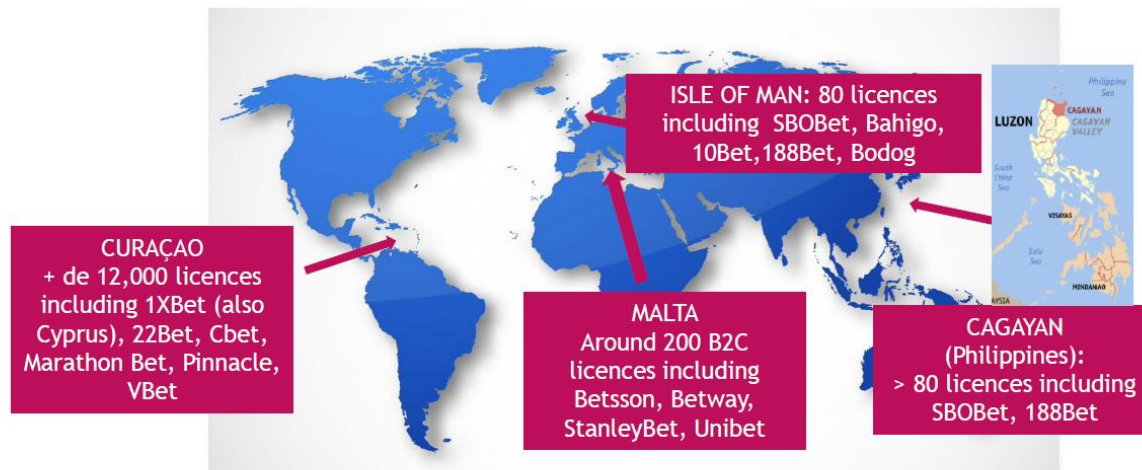 ISLE OF MAN: 80 licences
including SBOBet, Bahigo,
10Bet,188Bet, Bodog
CURAÇAO
+ de 12,000 licences
including 1XBet (also
Cyprus), 22Bet, Cbet,
Marathon Bet, Pinnacle,
VBet
MALTA
Around 200 B2C
licences including
Betsson, Betway,
StanleyBet, Unibet
Philippine
Sea
CAGAYAN
LUZON
CAGAYAN
VALLEY
South
China
Sea
VISAYAS
Sulu
Sea
MINDANAO
AYSIA
CAGAYAN
(Philippines):
> 80 licences including
SBOBet, 188Bet